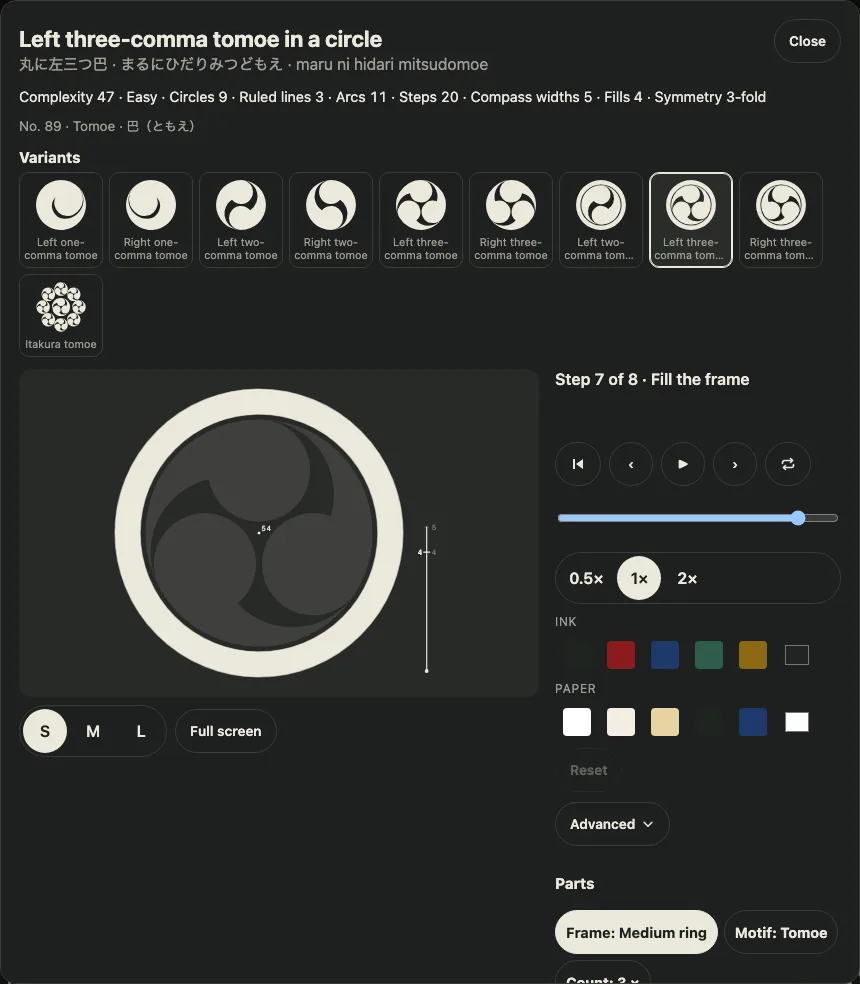 Left three-comma tomoe in a circle
Close
丸に左三つ巴 · まるにひだりみつどもえ · maru ni hidari mitsudomoe
Complexity 47 · Easy · Circles 9 · Ruled lines 3 · Arcs 11 · Steps 20 · Compass widths 5 · Fills 4 · Symmetry 3-fold
No. 89 · Tomoe · 巴（ともえ）
Variants
Left one-
comma tomoe
Right one-
comma tomoe
Left two-
comma tomoe
Right two-
comma tomoe
Left three-
comma tomoe
Right three-
comma tomoe
Left two-
comma tom...
Left three-
comma tom...
Right three-
comma tom...
Itakura tomoe
Step 7 of 8 · Fill the frame
54
5
4
4
0.5×
1×
2×
INK
PAPER
Reset
Advanced
S
M
L
Full screen
Parts
Frame: Medium ring
Motif: Tomoe
Count: 3